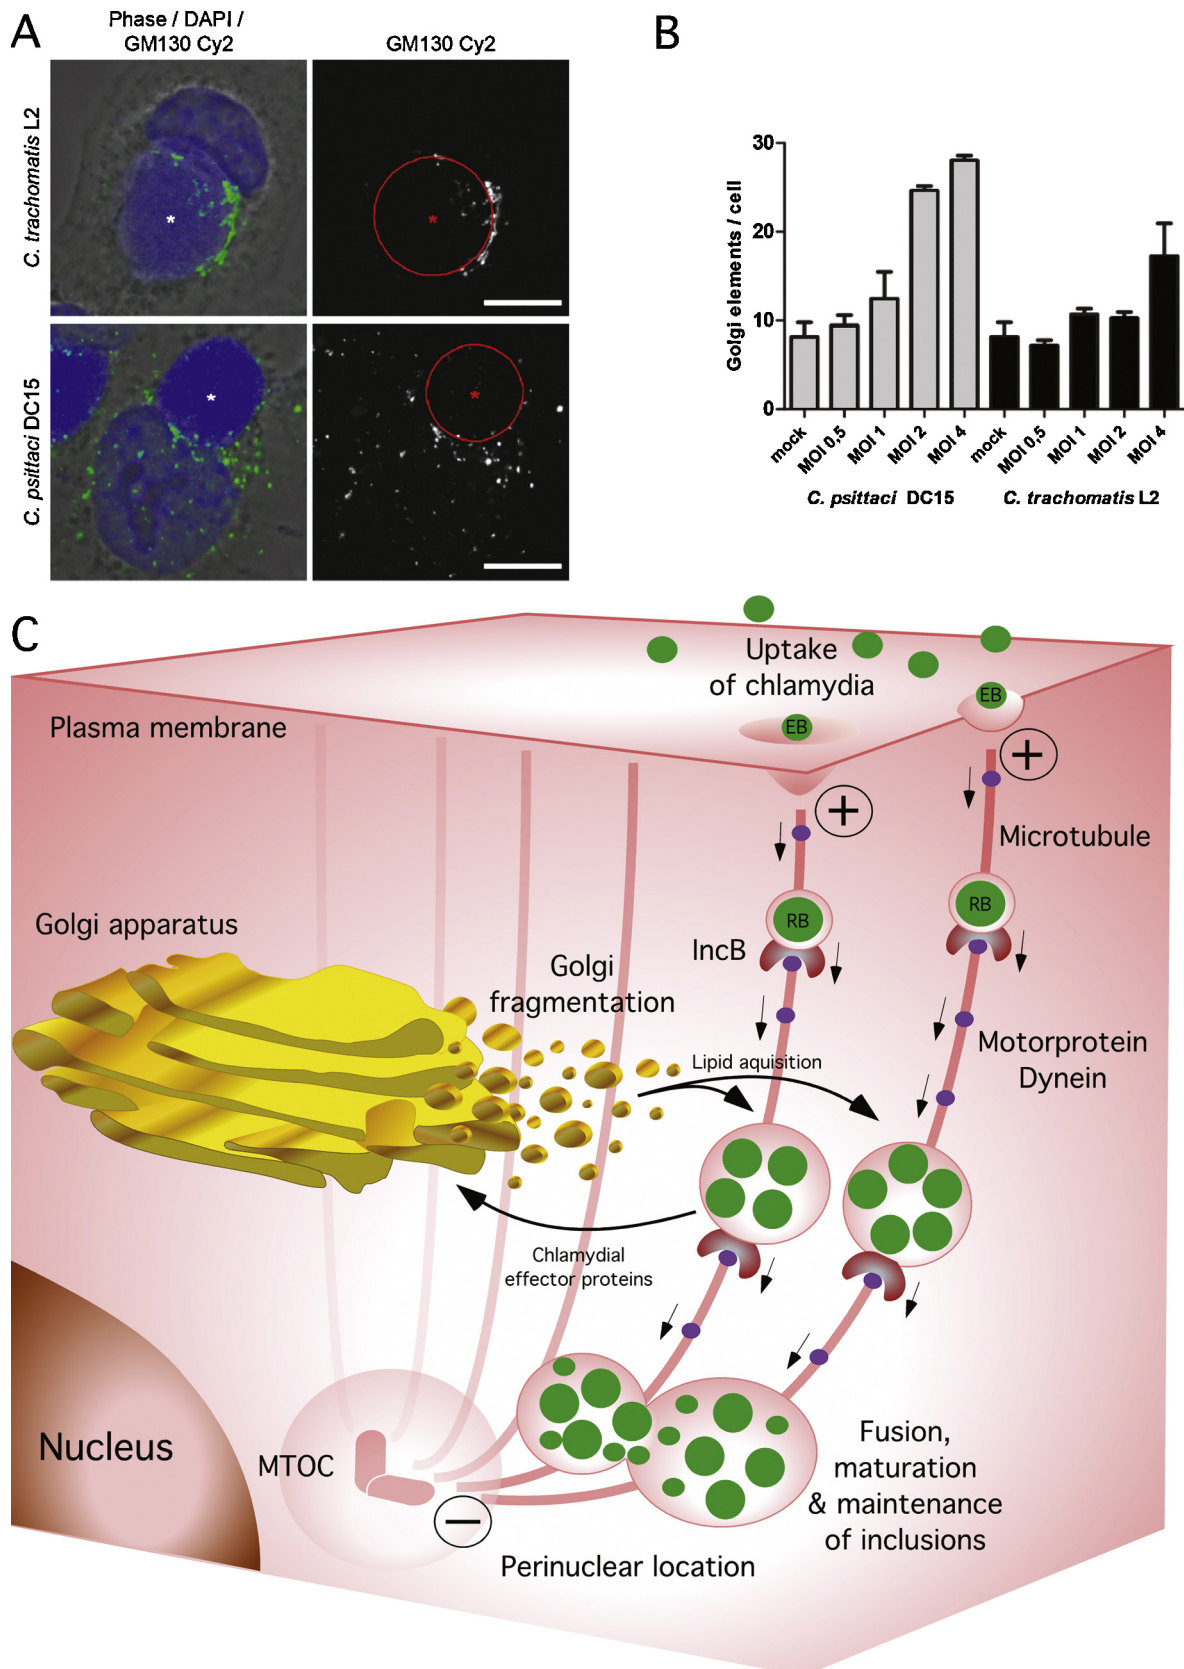 A
Phase / DAPI /
GM130 Cy2
GM130 Cy2
C. trachomatis L2
*
*
C. psittaci DC15
*
*
B
Golgi elements / cell
30
20
10
0
mock
MOI 0,5
MOI 1
MOI 2
MOI 4
mock
MOI 0,5
MOI 1
MOI 2
MOI 4
C. psittaci DC15
C. trachomatis L2
C
Uptake
of chlamydia
EB
EB
Plasma membrane
+
+
Microtubule
RB
RB
Golgi apparatus
IncB
Golgi
fragmentation
Motorprotein
Dynein
Lipid aquisition
Chlamydial
effector proteins
Nucleus
MTOC
−
Fusion,
maturation
& maintenance
of inclusions
Perinuclear location